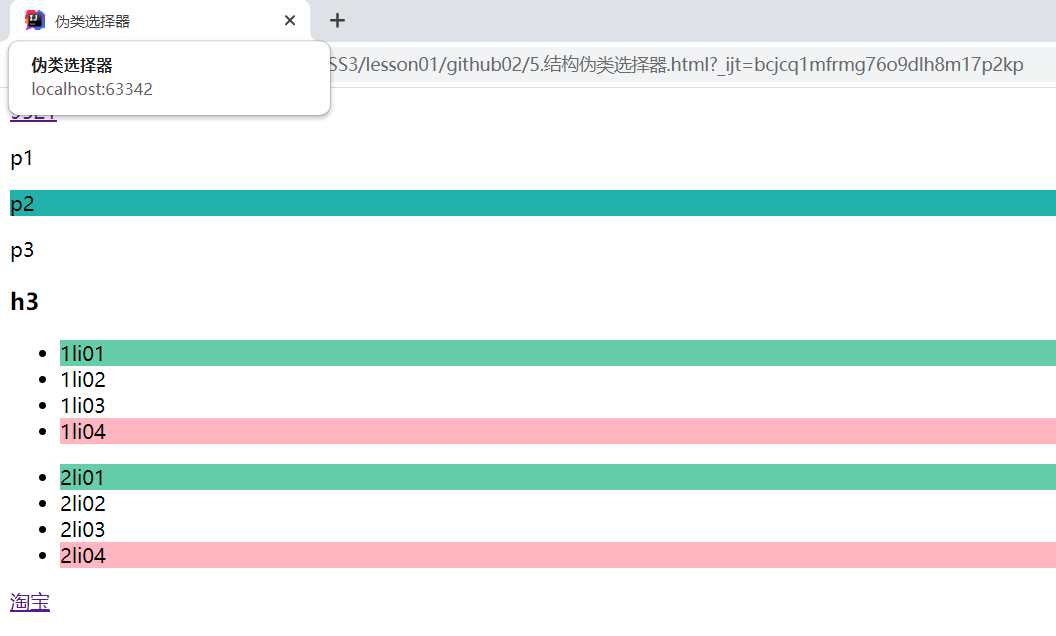 伪类选择器
伪类选择器
localhost:63342
SS3/lesson01/github02/5.结构伪类选择器.html?_ijt=bcjcq1mfrmg76o9dlh8m17p2kp
p1
p2
p3
h3
1li01
1li02
1li03
1li04
2li01
2li02
2li03
2li04
淘宝